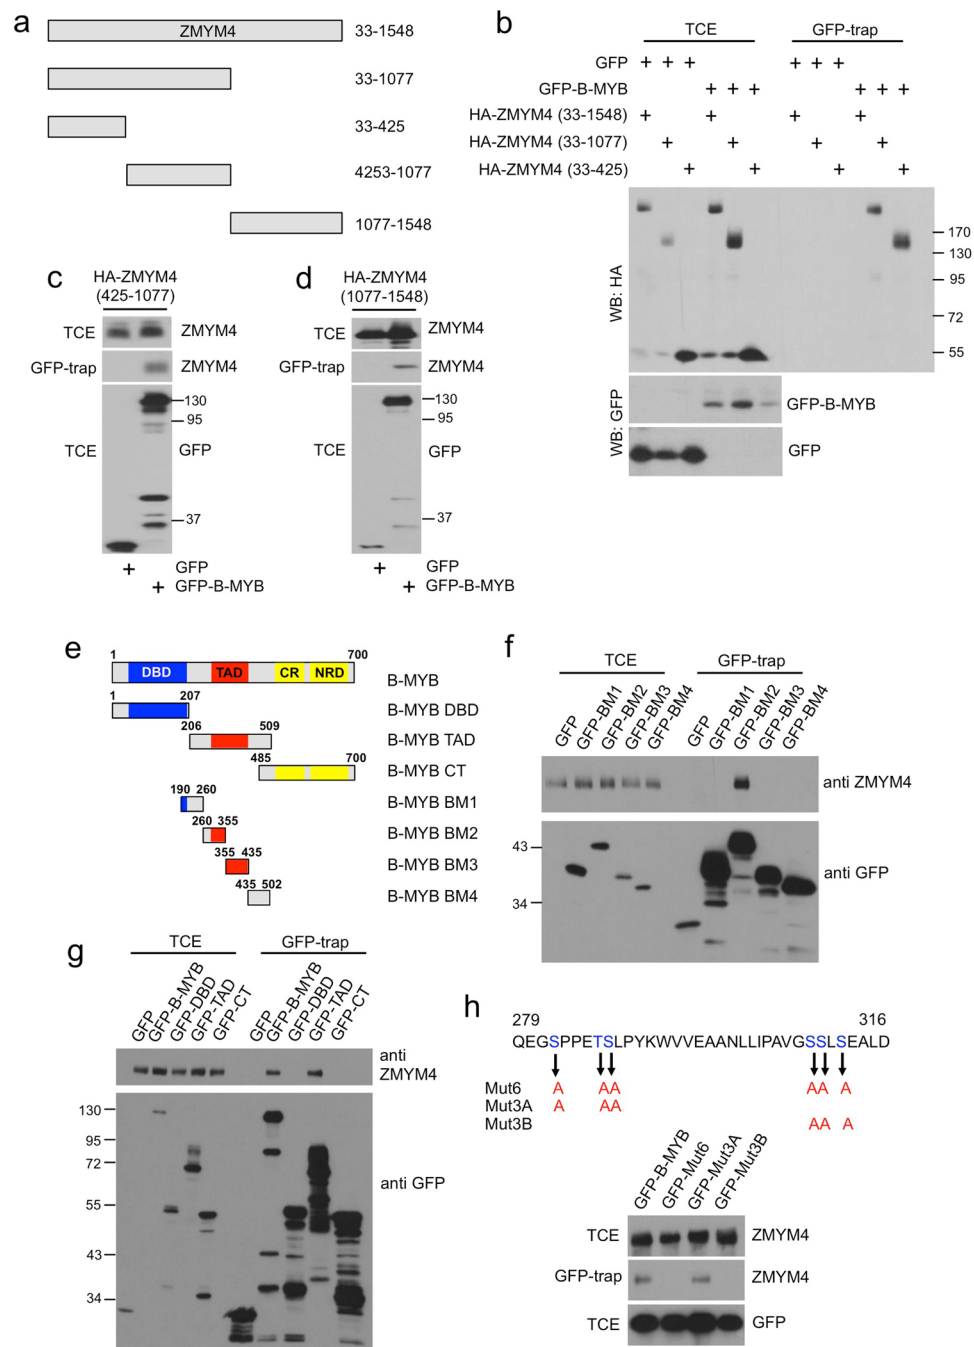 a
ZMYM4
33-1548
33-1077
33-425
4253-1077
1077-1548
b
TCE
GFP-trap
GFP
+ + +
+ + +
GFP-B-MYB
+ + +
+ + +
HA-ZMYM4 (33-1548)
+
+
+
+
HA-ZMYM4 (33-1077)
+
+
+
+
HA-ZMYM4 (33-425)
+
+
+
+
WB: HA
170
130
95
72
55
WB: GFP
GFP-B-MYB
GFP
c
HA-ZMYM4
(425-1077)
TCE
ZMYM4
GFP-trap
ZMYM4
130
95
TCE
GFP
37
+
GFP
+
GFP-B-MYB
d
HA-ZMYM4
(1077-1548)
TCE
ZMYM4
GFP-trap
ZMYM4
130
95
TCE
GFP
37
+
GFP
+
GFP-B-MYB
e
1
700
DBD
TAD
CR
NRD
B-MYB
1
207
B-MYB DBD
206
509
B-MYB TAD
485
700
B-MYB CT
190 260
B-MYB BM1
260 355
B-MYB BM2
355 435
B-MYB BM3
435 502
B-MYB BM4
f
TCE
GFP-trap
GFP
GFP-BM1
GFP-BM2
GFP-BM3
GFP-BM4
GFP
GFP-BM1
GFP-BM2
GFP-BM3
GFP-BM4
anti ZMYM4
43
34
anti GFP
g
TCE
GFP-trap
GFP
GFP-B-MYB
GFP-DBD
GFP-TAD
GFP-CT
GFP
GFP-B-MYB
GFP-DBD
GFP-TAD
GFP-CT
anti
ZMYM4
130
95
72
55
43
34
anti GFP
h
279
316
QEGSPPETSLPYKWVVEAANLLIPAVGSSLSEALD
Mut6
A
AA
AA
A
Mut3A
A
AA
Mut3B
AA
A
GFP-B-MYB
GFP-Mut6
GFP-Mut3A
GFP-Mut3B
TCE
ZMYM4
GFP-trap
ZMYM4
TCE
GFP